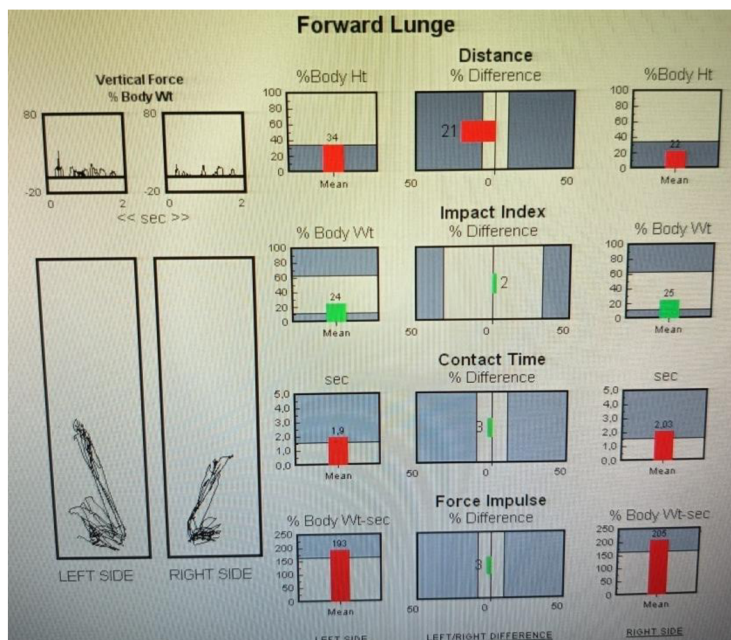 Forward Lunge
Distance
Vertical Force
% Body Wt
%Body Ht
% Difference
%Body Ht
80
-20
0
2
80
-20
0
2
<< sec >>
100
80
60
40
20
0
34
Mean
21
50
0
50
100
80
60
40
20
0
22
Mean
Impact Index
% Body Wt
% Difference
% Body Wt
100
80
60
40
20
0
24
Mean
2
50
0
50
100
80
60
40
20
0
25
Mean
Contact Time
sec
% Difference
sec
5,0
4,0
3,0
2,0
1,0
0,0
1,9
Mean
3
50
0
50
5,0
4,0
3,0
2,0
1,0
0,0
2,03
Mean
Force Impulse
% Body Wt-sec
% Difference
% Body Wt-sec
250
200
150
100
50
0
193
Mean
3
50
0
50
250
200
150
100
50
0
205
Mean
LEFT SIDE
RIGHT SIDE
LEFT SIDE
LEFT/RIGHT DIFFERENCE
RIGHT SIDE